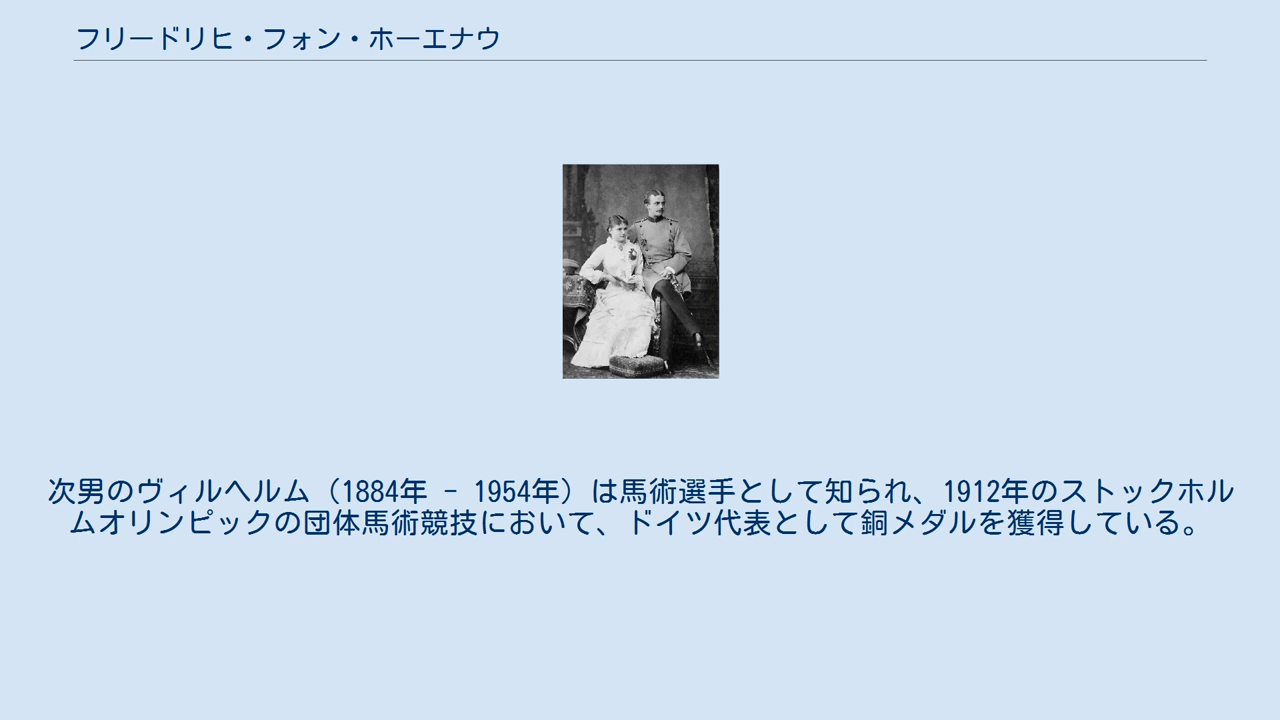 フリードリヒ・フォン・ホーエナウ
次男のヴィルヘルム（1884年 - 1954年）は馬術選手として知られ、1912年のストックホル
ムオリンピックの団体馬術競技において、ドイツ代表として銅メダルを獲得している。